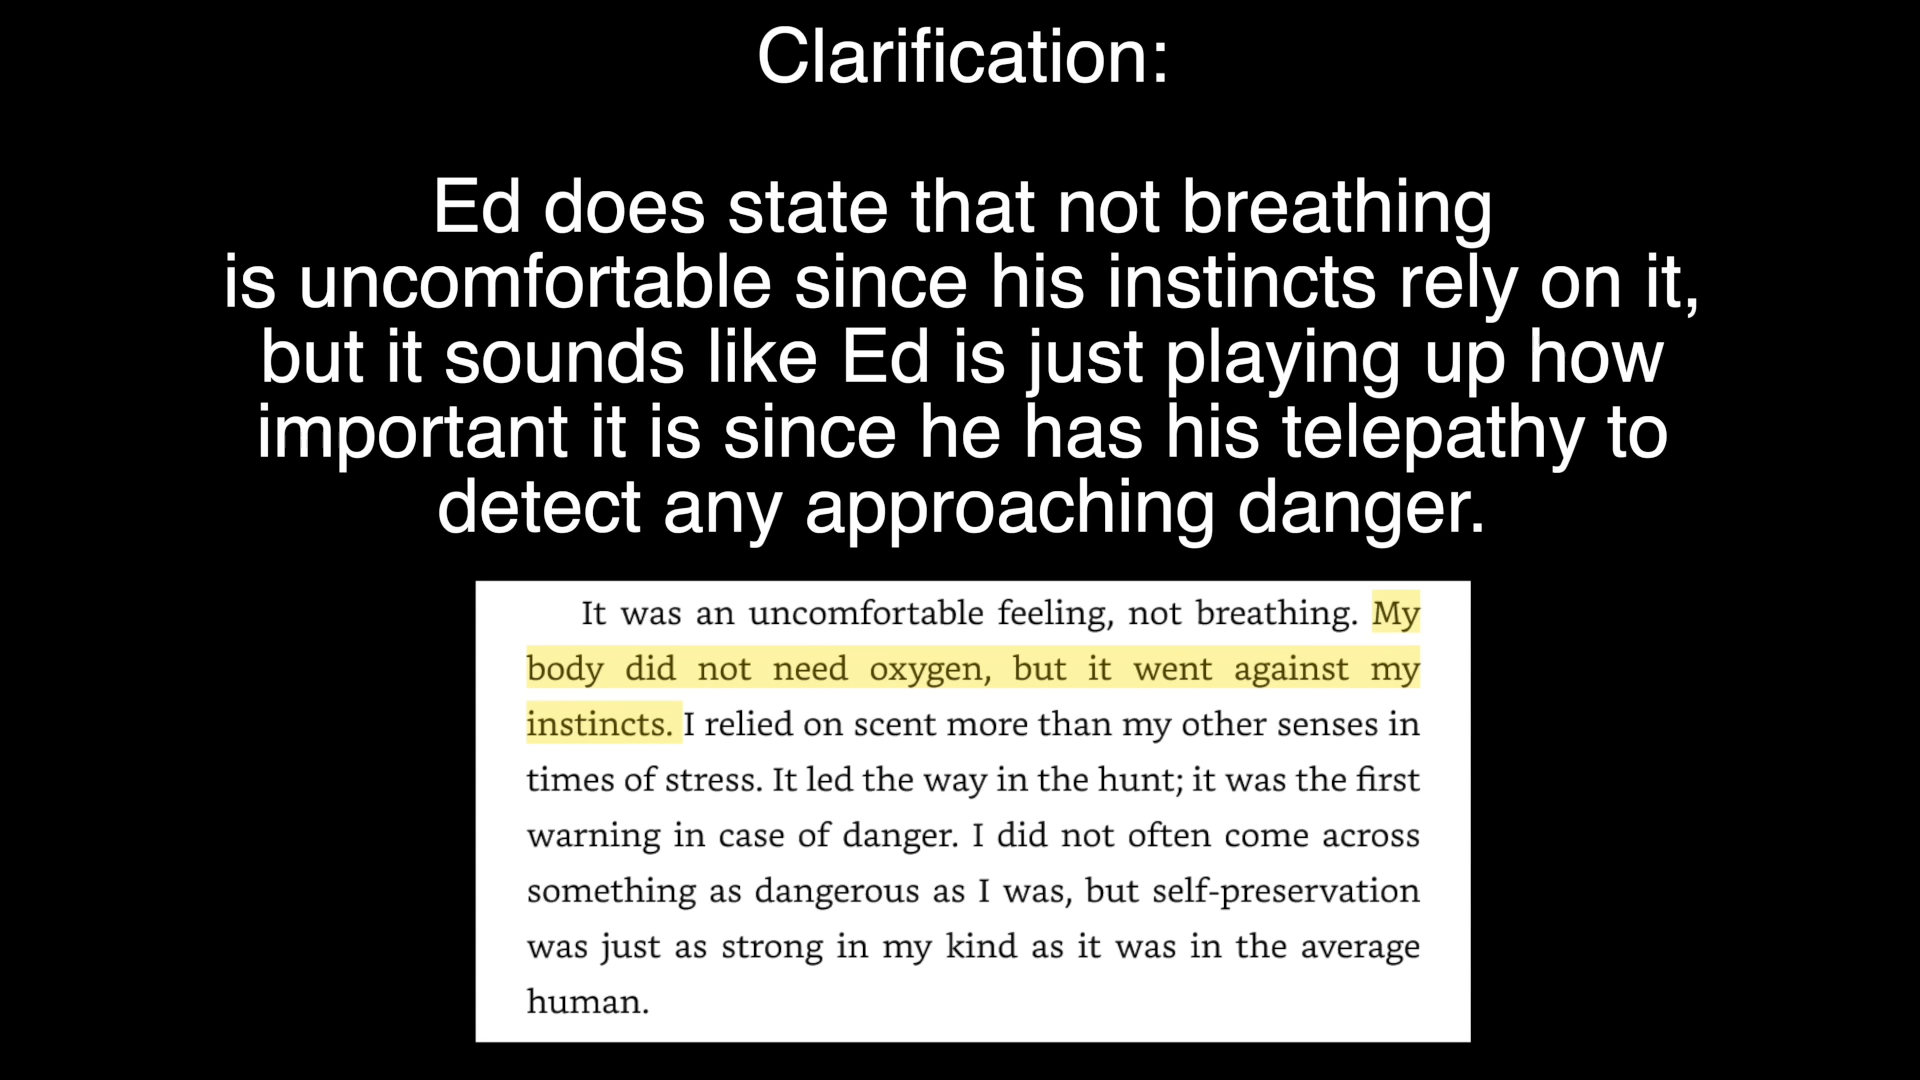 Clarification:
Ed does state that not breathing
is uncomfortable since his instincts rely on it,
but it sounds like Ed is just playing up how
important it is since he has his telepathy to
detect any approaching danger.
It was an uncomfortable feeling, not breathing. My
body did not need oxygen, but it went against my
instincts. I relied on scent more than my other senses in
times of stress. It led the way in the hunt; it was the first
warning in case of danger. I did not often come across
something as dangerous as I was, but self-preservation
was just as strong in my kind as it was in the average
human.